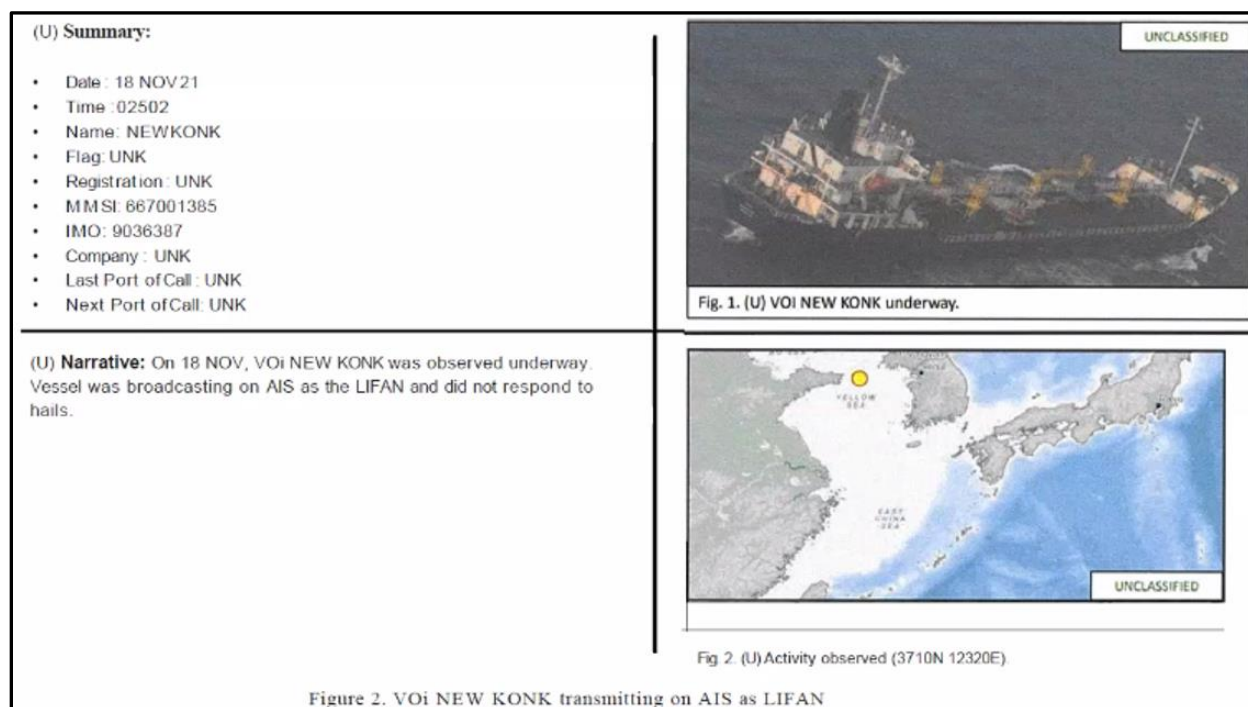 (U) Summary:
• Date : 18 NOV 21
• Time :02502
• Name: NEWKONK
• Flag: UNK
• Registration : UNK
• MMSI: 667001385
• IMO: 9036387
• Company : UNK
• Last Port of Call : UNK
• Next Port of Call: UNK
UNCLASSIFIED
Fig. 1. (U) VOI NEW KONK underway.
(U) Narrative: On 18 NOV, VOi NEW KONK was observed underway.
Vessel was broadcasting on AIS as the LIFAN and did not respond to
hails.
YELLOW
SEA
EAST
CHINA
SEA
UNCLASSIFIED
Fig 2. (U) Activity observed (3710N 12320E).
Figure 2. VOi NEW KONK transmitting on AIS as LIFAN